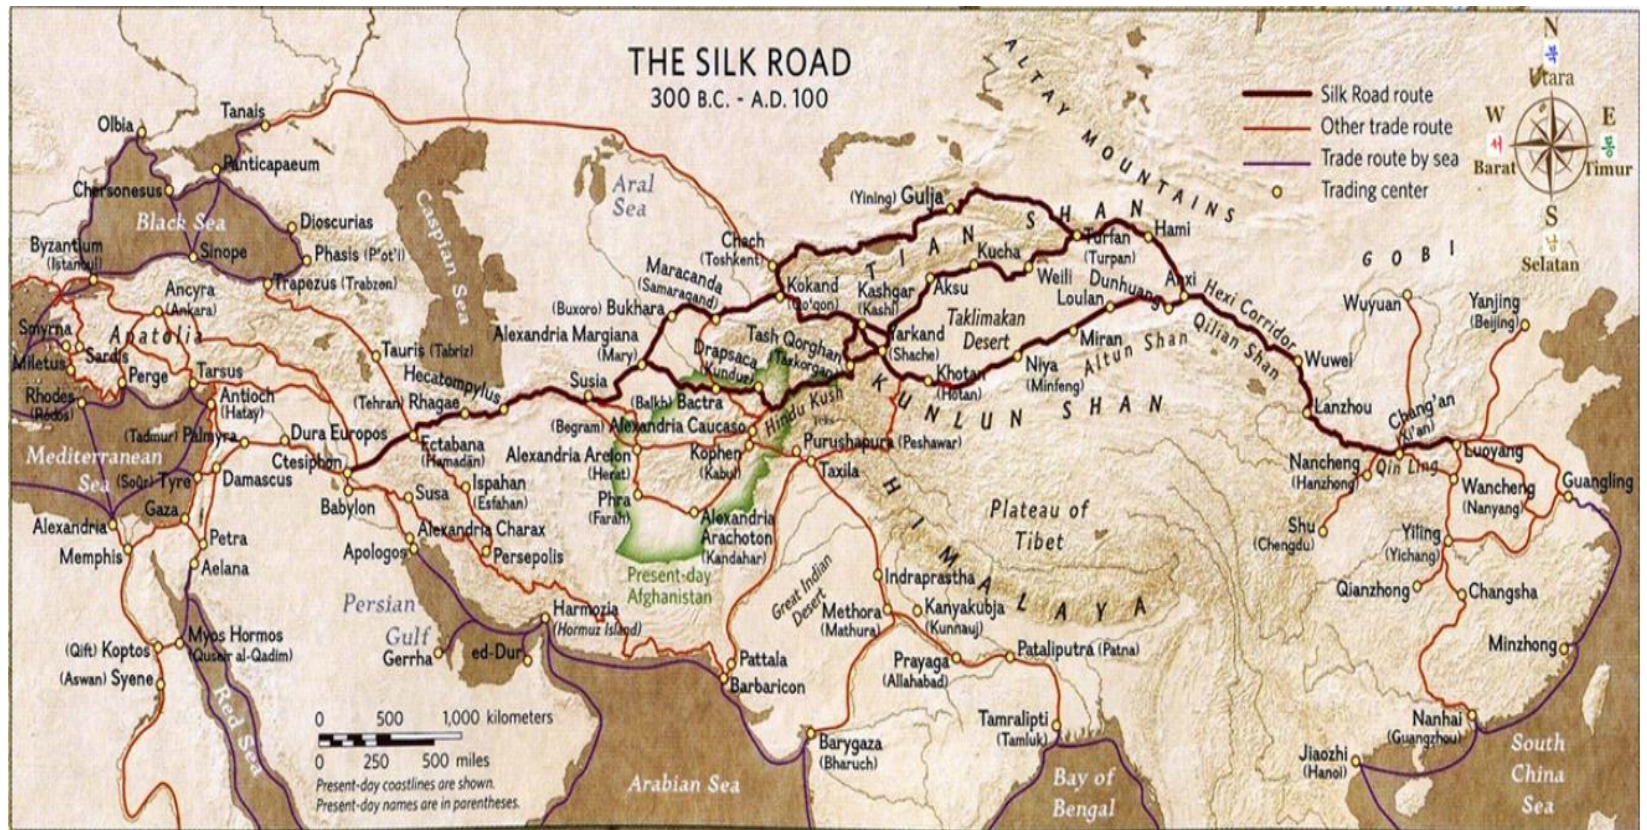 THE SILK ROAD
300 B.C. - A.D. 100
Silk Road route
Other trade route
Trade route by sea
Trading center
N
북
Utara
W
서
Barat
E
동
Timur
S
남
Selatan
ALTAY MOUNTAINS
Tanais
Olbia
Panticapaeum
Chersonesus
Black Sea
Dioscurias
Sinope
Phasis (P'ot'i)
Byzantium
(Istanbul)
Trapezus (Trabzon)
Ancyra
(Ankara)
Anatolia
Smyrna
Sardis
Miletus
Perge
Tarsus
Rhodes
(Ródos)
Antioch
(Hatay)
Tauris (Tabriz)
Caspian Sea
Aral
Sea
Chach
(Toshkent)
Maracanda
(Samarqand)
(Buxoro) Bukhara
Alexandria Margiana
(Mary)
Hecatompylus
(Tehran) Rhagae
Susia
Drapsaca
(Kunduz)
(Balkh) Bactra
(Begram) Alexandria Caucaso
Alexandria Areion
(Herat)
Kophen
(Kabul)
Phra
(Farah)
Alexandria
Arachoton
(Kandahar)
Present-day
Afghanistan
Hindu Kush
Purushapura (Peshawar)
Taxila
(Yining) Gulja
TIAN SHAN
Kokand
(Qo'qon)
Kashgar
(Kashi)
Tash Qorghan
(Taxkorgan)
Yarkand
(Shache)
Aksu
Kucha
Weili
Turfan
(Turpan)
Hami
Taklimakan
Desert
Loulan
Dunhuang
Anxi
Miran
Niya
(Minfeng)
Khotan
(Hotan)
Altun Shan
Qilian Shan
Hexi Corridor
KUNLUN SHAN
GOBI
Wuyuan
Yanjing
(Beijing)
Wuwei
Lanzhou
Chang'an
(Xi'an)
Qin Ling
Luoyang
Nancheng
(Hanzhong)
Wancheng
(Nanyang)
Guangling
Shu
(Chengdu)
Yiling
(Yichang)
Qianzhong
Changsha
Minzhong
Nanhai
(Guangzhou)
Jiaozhi
(Hanoi)
South
China
Sea
Plateau of
Tibet
HIMALAYA
Great Indian
Desert
Indraprastha
Methora
(Mathura)
Kanyakubja
(Kunnauj)
Prayaga
(Allahabad)
Pataliputra (Patna)
Tamralipti
(Tamluk)
Bay of
Bengal
Pattala
Barbaricon
Barygaza
(Bharuch)
Arabian Sea
Harmozia
(Hormuz Island)
ed-Dur
Gerrha
Persian
Gulf
Apologos
Alexandria Charax
Persepolis
Susa
Ispahan
(Esfahan)
Ectabana
(Hamadān)
Dura Europos
Ctesiphon
Babylon
(Tadmur) Palmyra
Damascus
(Soûr) Tyre
Mediterranean
Sea
Gaza
Alexandria
Memphis
Petra
Aelana
(Qift) Koptos
Myos Hormos
(Quseir al-Qadim)
(Aswan) Syene
Red Sea
0 500 1,000 kilometers
0 250 500 miles
Present-day coastlines are shown.
Present-day names are in parentheses.